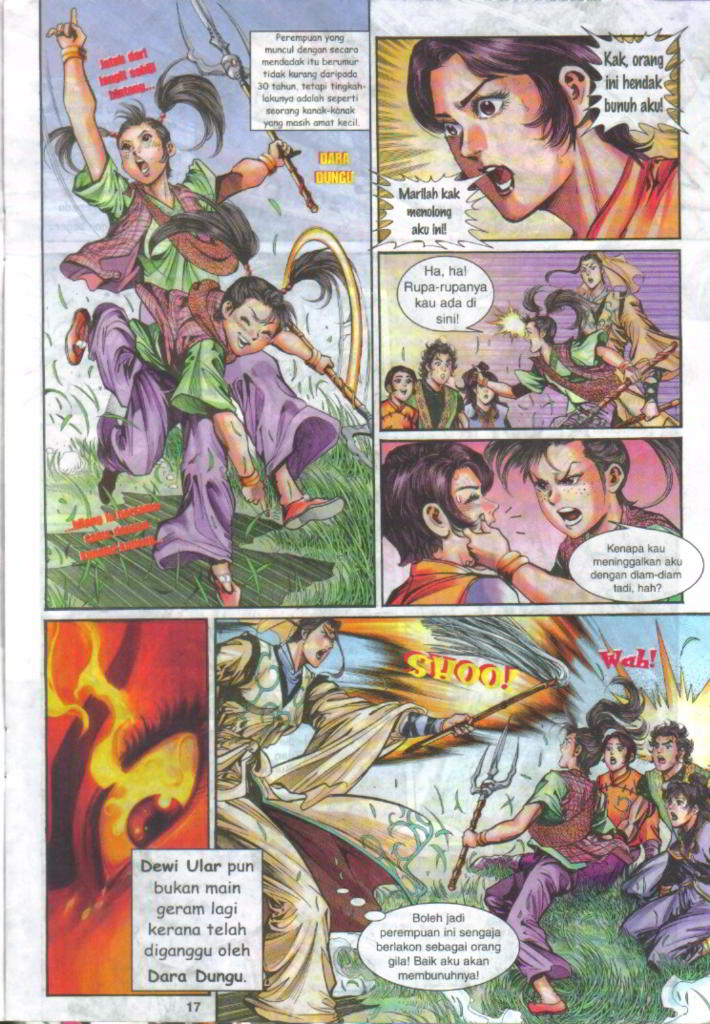 Jatuh dari
langit sebiji
bintang...
Perempuan yang
muncul dengan secara
mendadak itu berumur
tidak kurang daripada
30 tahun, tetapi tingkah-
lakunya adalah seperti
seorang kanak-kanak
yang masih amat kecil.
DARA
DUNGU
Kak, orang
ini hendak
bunuh aku!
Marilah kak
menolong
aku ini!
Ha, ha!
Rupa-rupanya
kau ada di
sini!
Kenapa kau
meninggalkan aku
dengan diam-diam
tadi, hah?
Dewi Ular pun
bukan main
geram lagi
kerana telah
diganggu oleh
Dara Dungu.
SHOO!
Wah!
Boleh jadi
perempuan ini sengaja
berlakon sebagai orang
gila! Baik aku akan
membunuhnya!
17